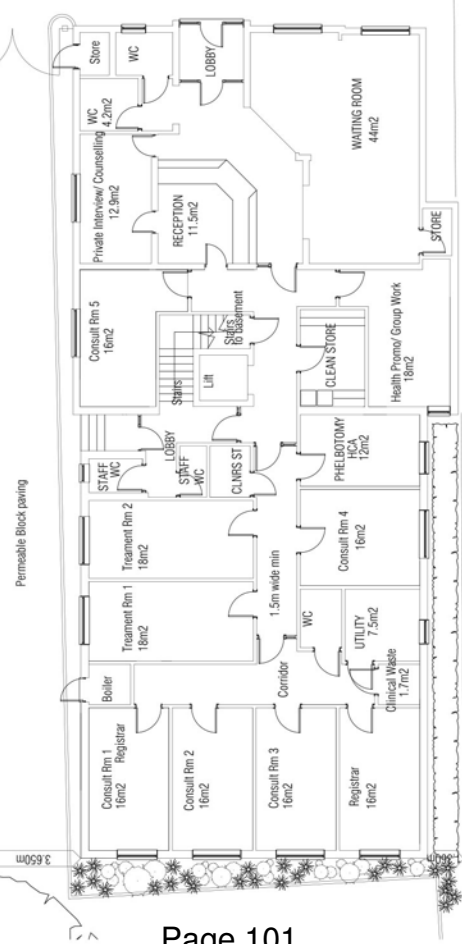 Store
WC
LOBBY
WC
4.2m2
WAITING ROOM
44m2
Private Interview/ Counselling
12.9m2
RECEPTION
11.5m2
STORE
Consult Rm 5
16m2
Stairs
to basement
Stairs
Lift
CLEAN STORE
Health Promo/ Group Work
18m2
LOBBY
STAFF
WC
STAFF
WC
CLNRS ST
PHELBOTOMY
HCA
12m2
Permeable Block paving
Treament Rm 2
18m2
Consult Rm 4
16m2
Treament Rm 1
18m2
1.5m wide min
WC
UTILITY
7.5m2
Boiler
Corridor
Clinical Waste
1.7m2
Consult Rm 1
Registrar
16m2
Consult Rm 2
16m2
Consult Rm 3
16m2
Registrar
16m2
3.650m
Page 101